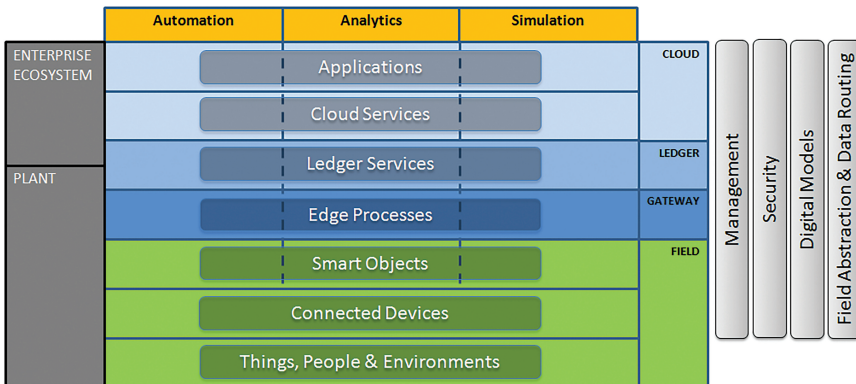 Automation
Analytics
Simulation
ENTERPRISE
ECOSYSTEM
PLANT
Applications
Cloud Services
Ledger Services
Edge Processes
Smart Objects
Connected Devices
Things, People & Environments
CLOUD
LEDGER
GATEWAY
FIELD
Management
Security
Digital Models
Field Abstraction & Data Routing